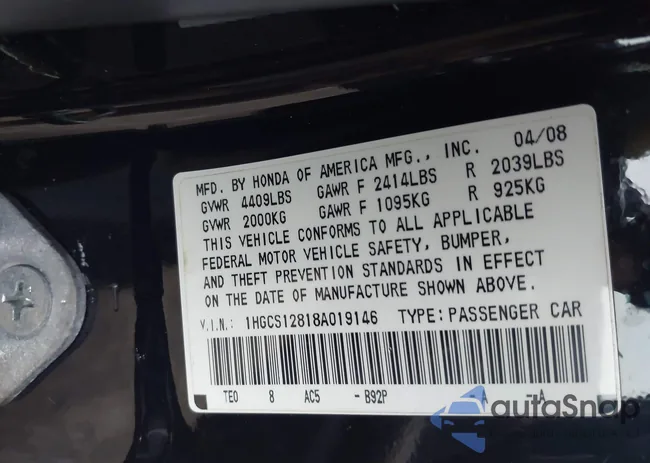 MFD. BY HONDA OF AMERICA MFG., INC. 04/08
GVWR 4409LBS GAWR F 2414LBS R 2039LBS
GVWR 2000KG GAWR F 1095KG R 925KG
THIS VEHICLE CONFORMS TO ALL APPLICABLE
FEDERAL MOTOR VEHICLE SAFETY, BUMPER,
AND THEFT PREVENTION STANDARDS IN EFFECT
ON THE DATE OF MANUFACTURE SHOWN ABOVE.
V.I.N.: 1HGCS12818A019146 TYPE: PASSENGER CAR
TE0 8 AC5 -B92P A A
autaSnap